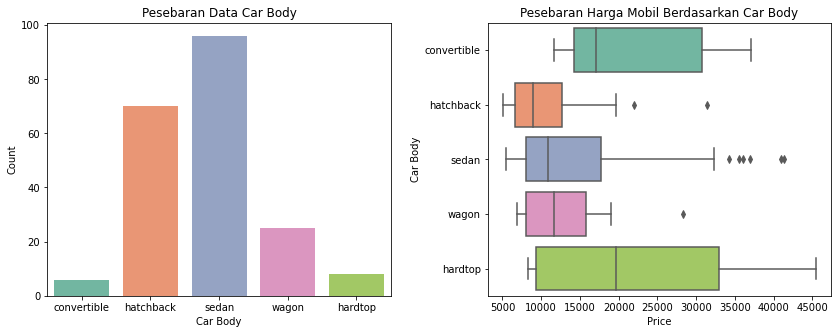 Pesebaran Data Car Body
100
80
60
40
20
0
Count
convertible hatchback sedan wagon hardtop
Car Body
Pesebaran Harga Mobil Berdasarkan Car Body
convertible
hatchback
sedan
wagon
hardtop
Car Body
5000 10000 15000 20000 25000 30000 35000 40000 45000
Price